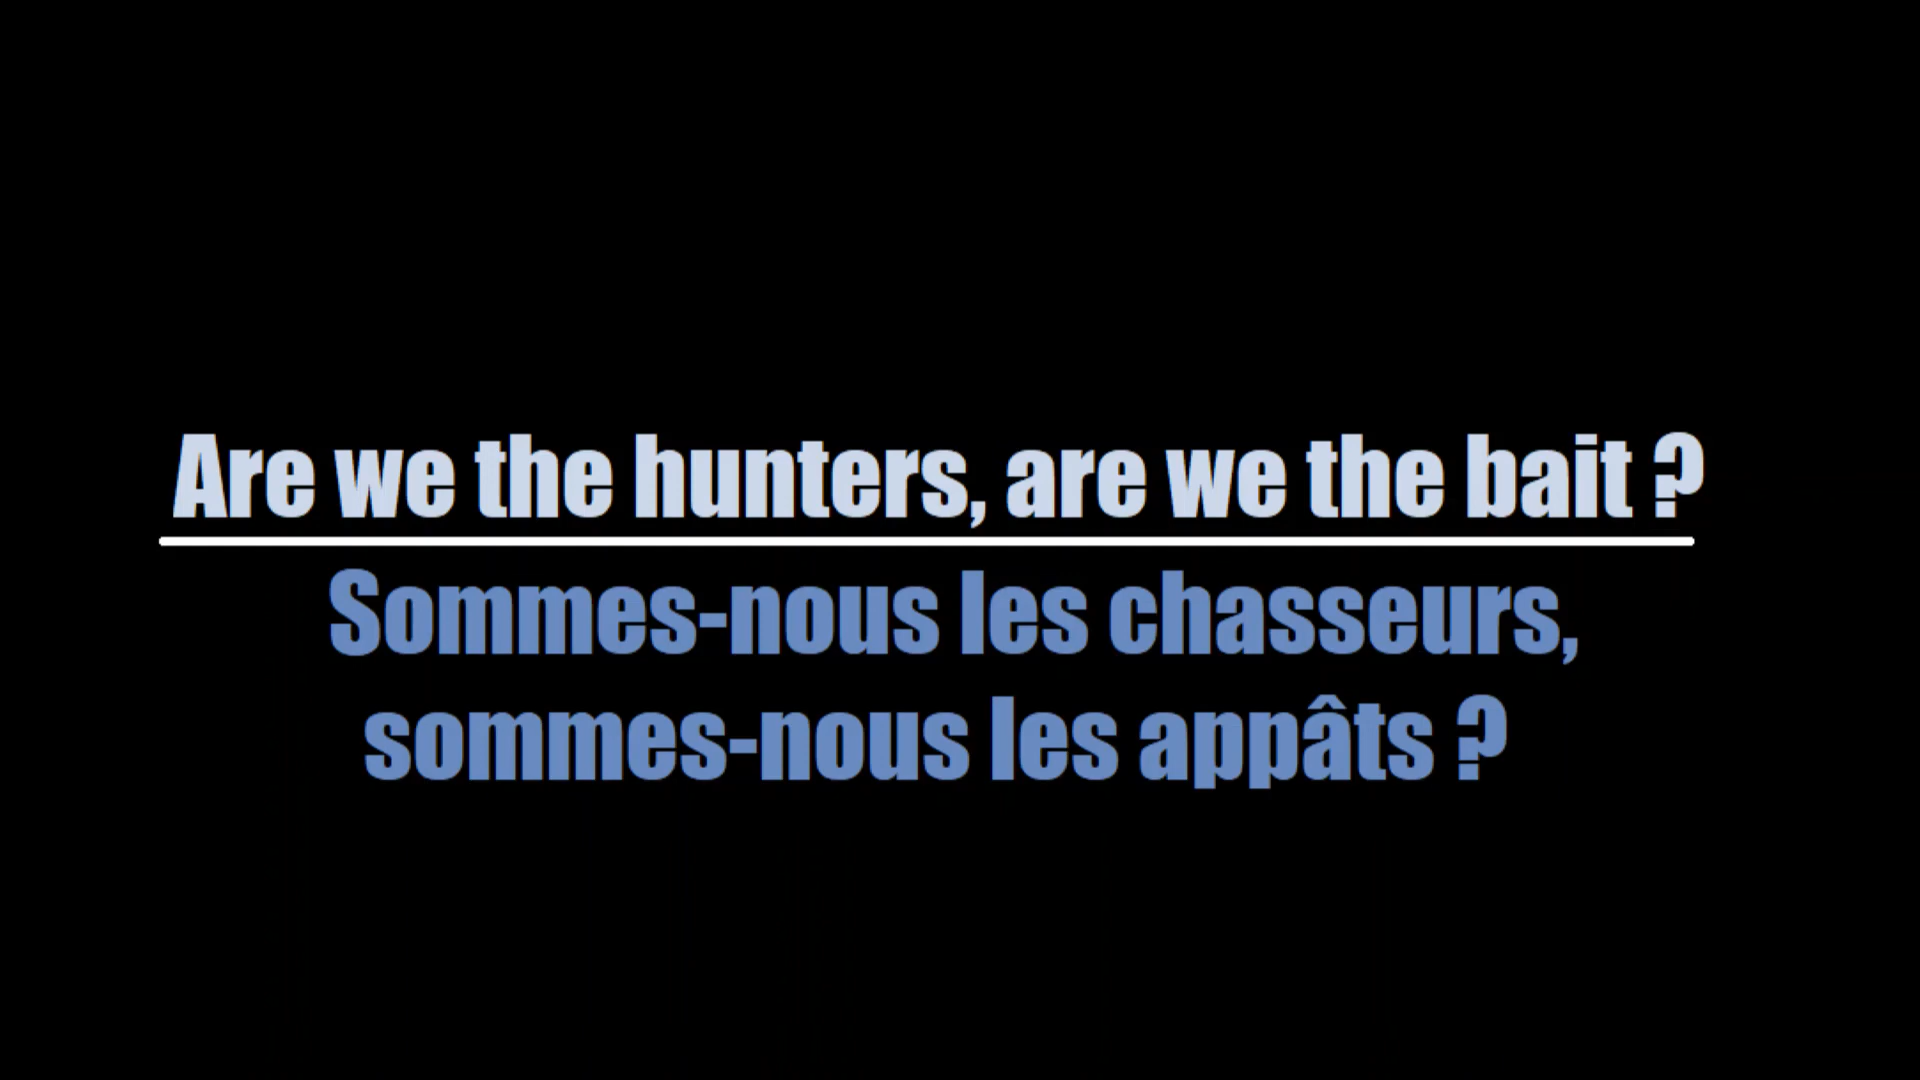 Are we the hunters, are we the bait ?
Sommes-nous les chasseurs,
sommes-nous les appâts ?